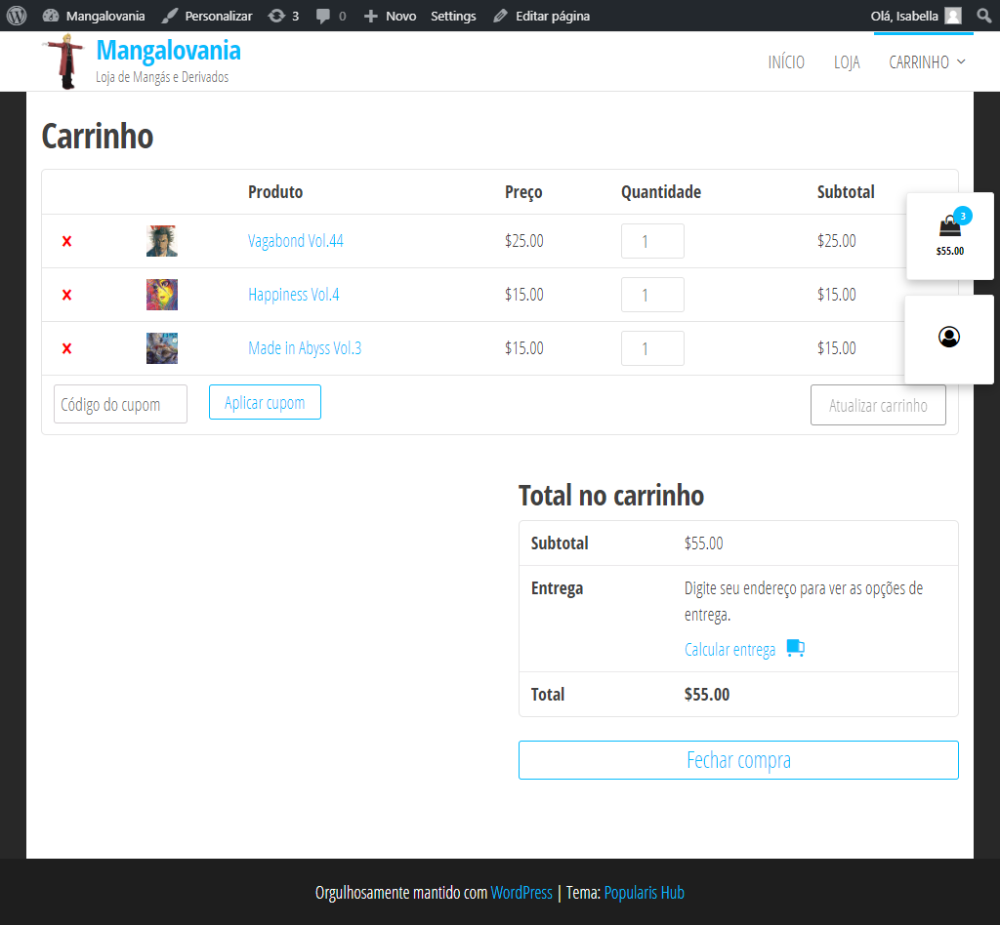 Mangalovania Personalizar 3 0 Novo Settings Editar página Olá, Isabella
Mangalovania
Loja de Mangás e Derivados
INÍCIO LOJA CARRINHO
Carrinho
Produto Preço Quantidade Subtotal
Vagabond Vol.44 $25.00 1 $25.00
3
$55.00
Happiness Vol.4 $15.00 1 $15.00
Made in Abyss Vol.3 $15.00 1 $15.00
Código do cupom Aplicar cupom Atualizar carrinho
Total no carrinho
Subtotal $55.00
Entrega Digite seu endereço para ver as opções de
entrega.
Calcular entrega
Total $55.00
Fechar compra
Orgulhosamente mantido com WordPress | Tema: Popularis Hub